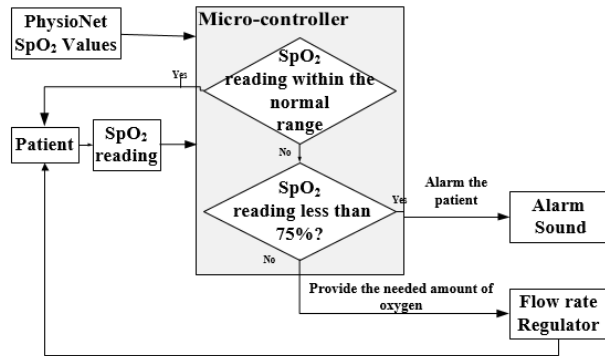 PhysioNet
SpO₂ Values
Micro-controller
SpO₂
reading within the
normal
range
Yes
Patient
SpO₂
reading
No
SpO₂
reading less than
75%?
Yes
Alarm the
patient
Alarm
Sound
No
Provide the needed amount of
oxygen
Flow rate
Regulator